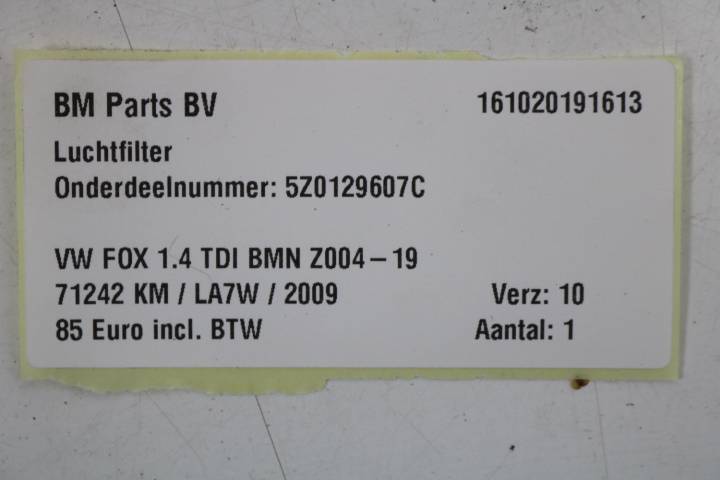 BM Parts BV 161020191613
Luchtfilter
Onderdeelnummer: 5Z0129607C
VW FOX 1.4 TDI BMN Z004-19
71242 KM / LA7W / 2009 Verz: 10
85 Euro incl. BTW Aantal: 1